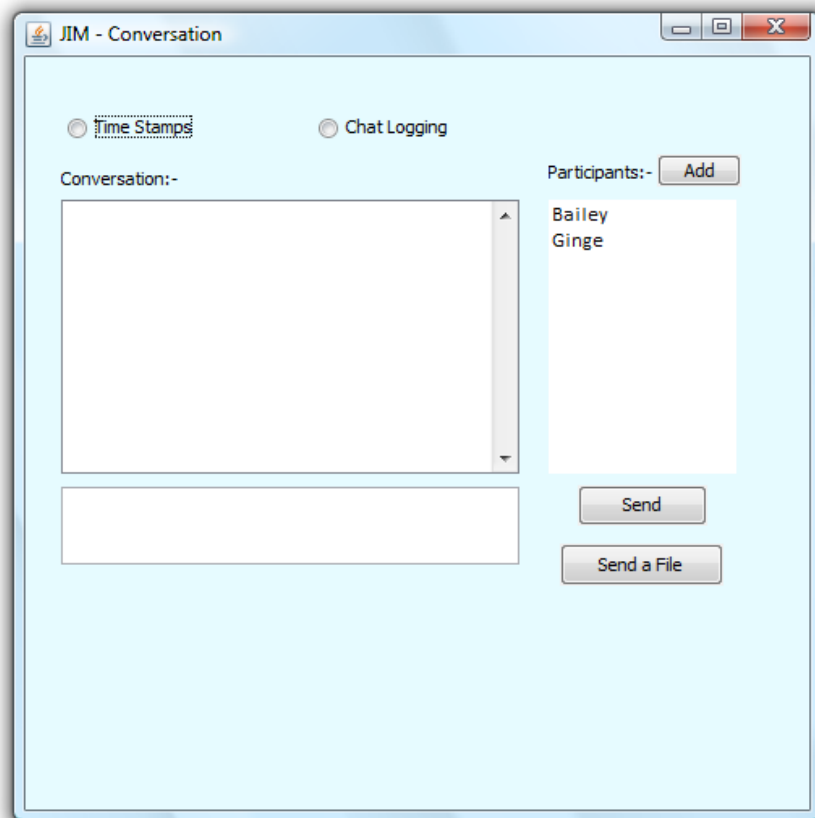 JIM - Conversation
Time Stamps
Chat Logging
Conversation:-
Participants:-
Add
Bailey
Ginge
Send
Send a File